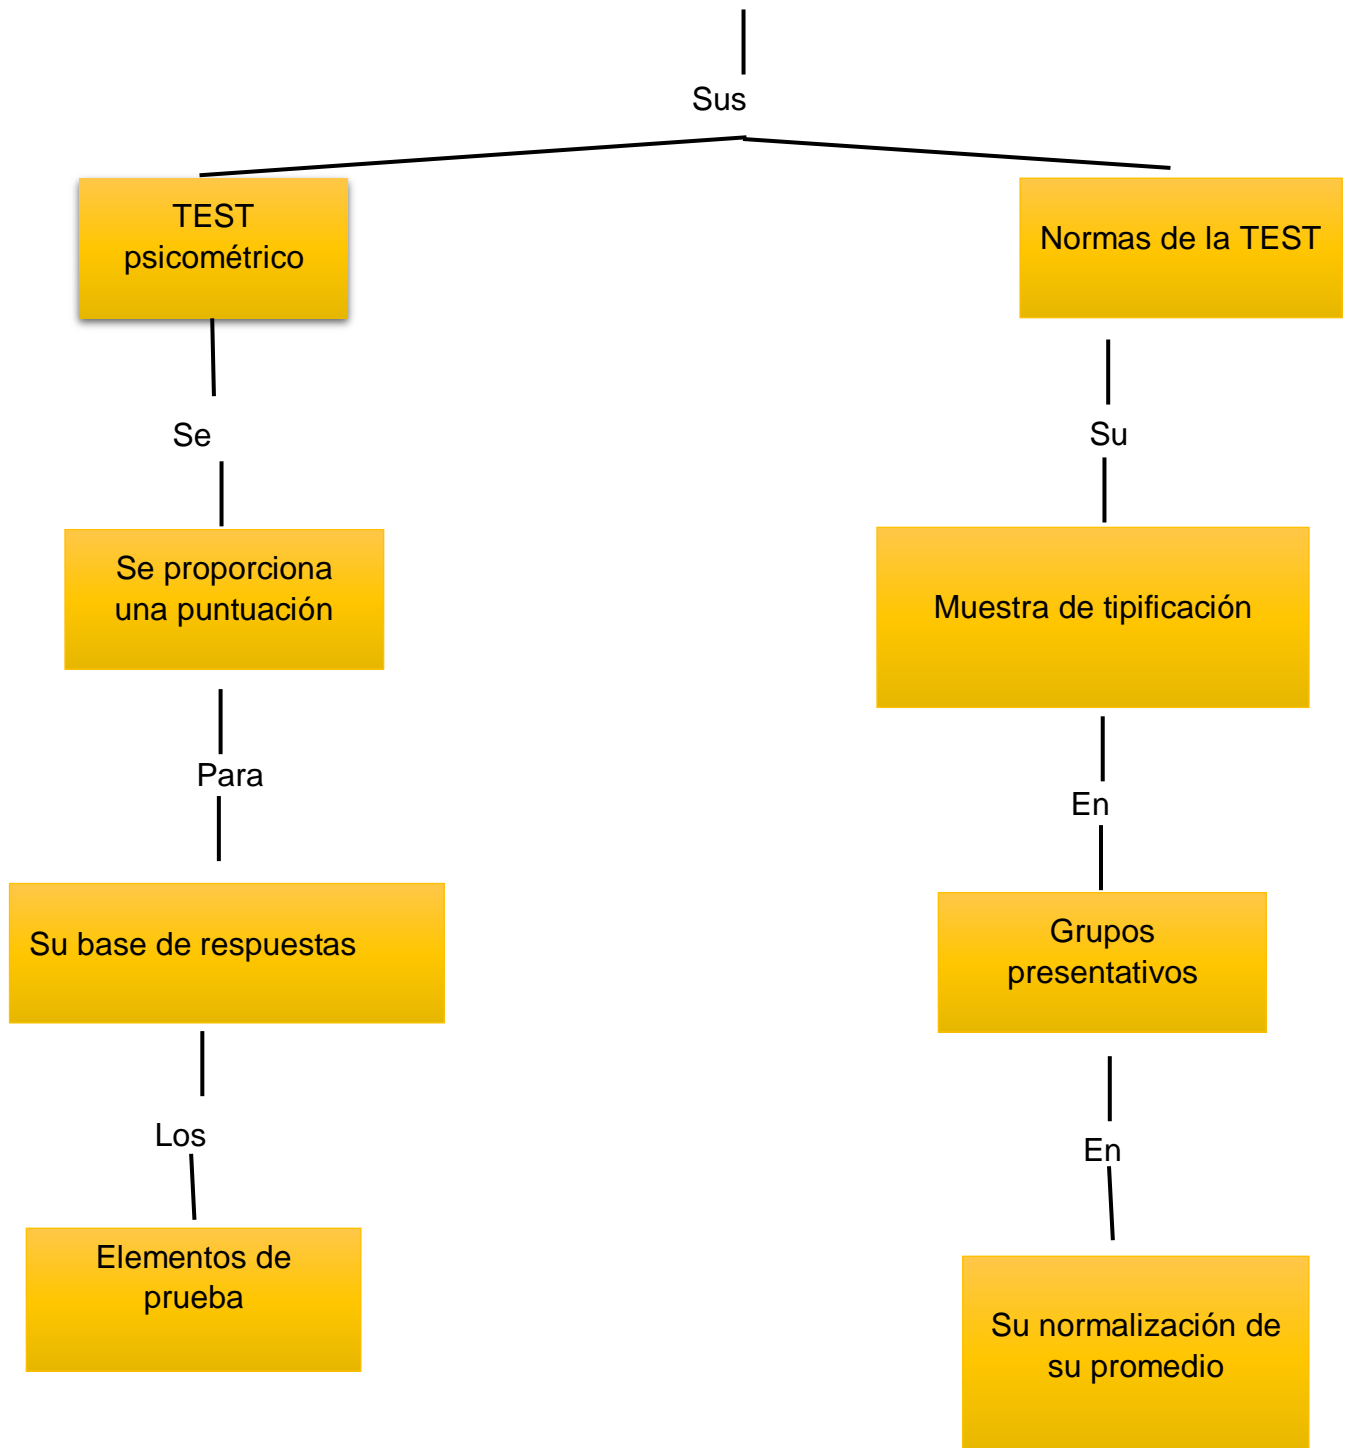 Sus
TEST
psicométrico
Se
Se proporciona
una puntuación
Para
Su base de respuestas
Los
Elementos de
prueba
Normas de la TEST
Su
Muestra de tipificación
En
Grupos
presentativos
En
Su normalización de
su promedio